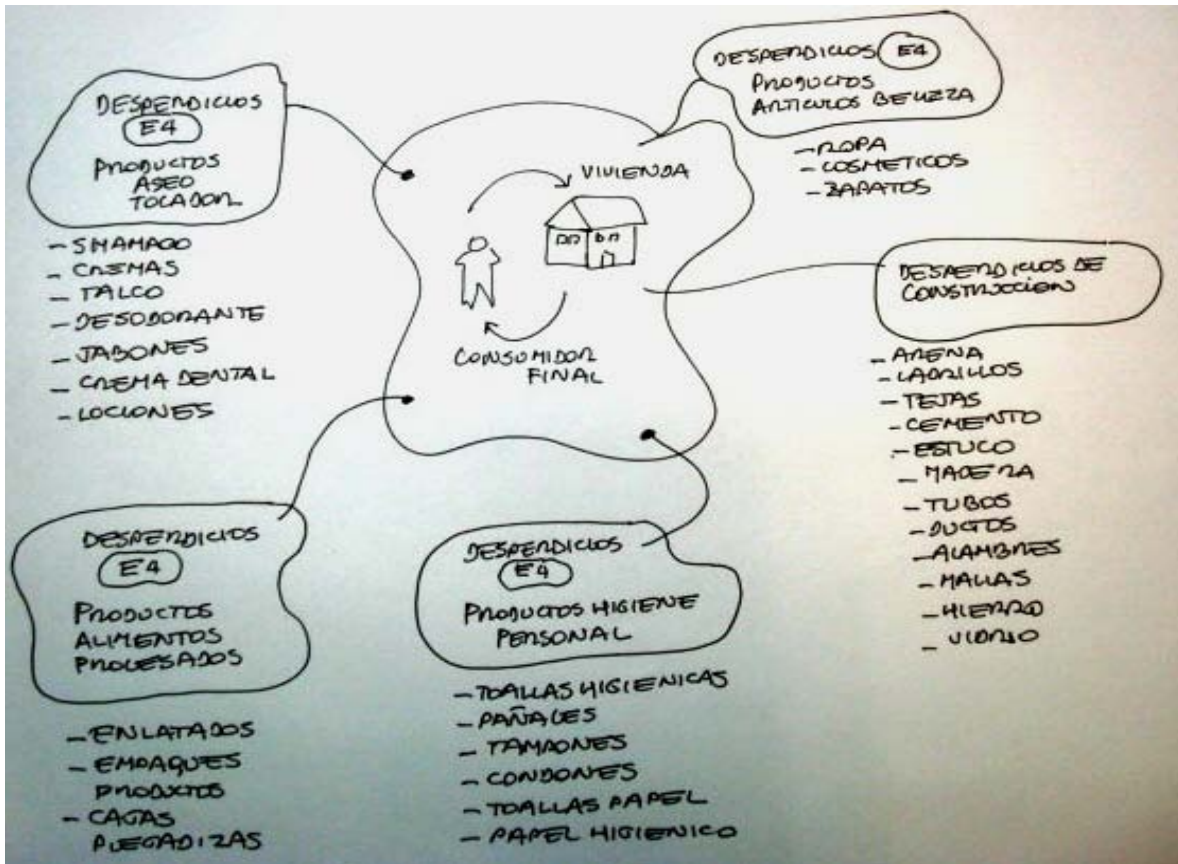 DESPERDICIOS
E4
PRODUCTOS
ASEO
TOCADOR
- SHAMPOO
- CREMAS
- TALCO
- DESODORANTE
- JABONES
- CREMA DENTAL
- LOCIONES
DESPERDICIOS E4
PRODUCTOS
ARTICULOS BELLEZA
- ROPA
- COSMETICOS
- ZAPATOS
VIVIENDA
CONSUMIDOR
FINAL
DESPERDICIOS DE
CONSTRUCCION
- ARENA
- LADRILLOS
- TEJAS
- CEMENTO
- ESTUCO
- MADERA
- TUBOS
- DUCTOS
- ALAMBRES
- MALLAS
- HIERRO
- VIDRIO
DESPERDICIOS
E4
PRODUCTOS
ALIMENTOS
PROCESADOS
- ENLATADOS
- EMPAQUES
PRODUCTOS
- CAJAS
PLEGADIZAS
DESPERDICIOS
E4
PRODUCTOS HIGIENE
PERSONAL
- TOALLAS HIGIENICAS
- PAÑALES
- TAMPONES
- CONDONES
- TOALLAS PAPEL
- PAPEL HIGIENICO